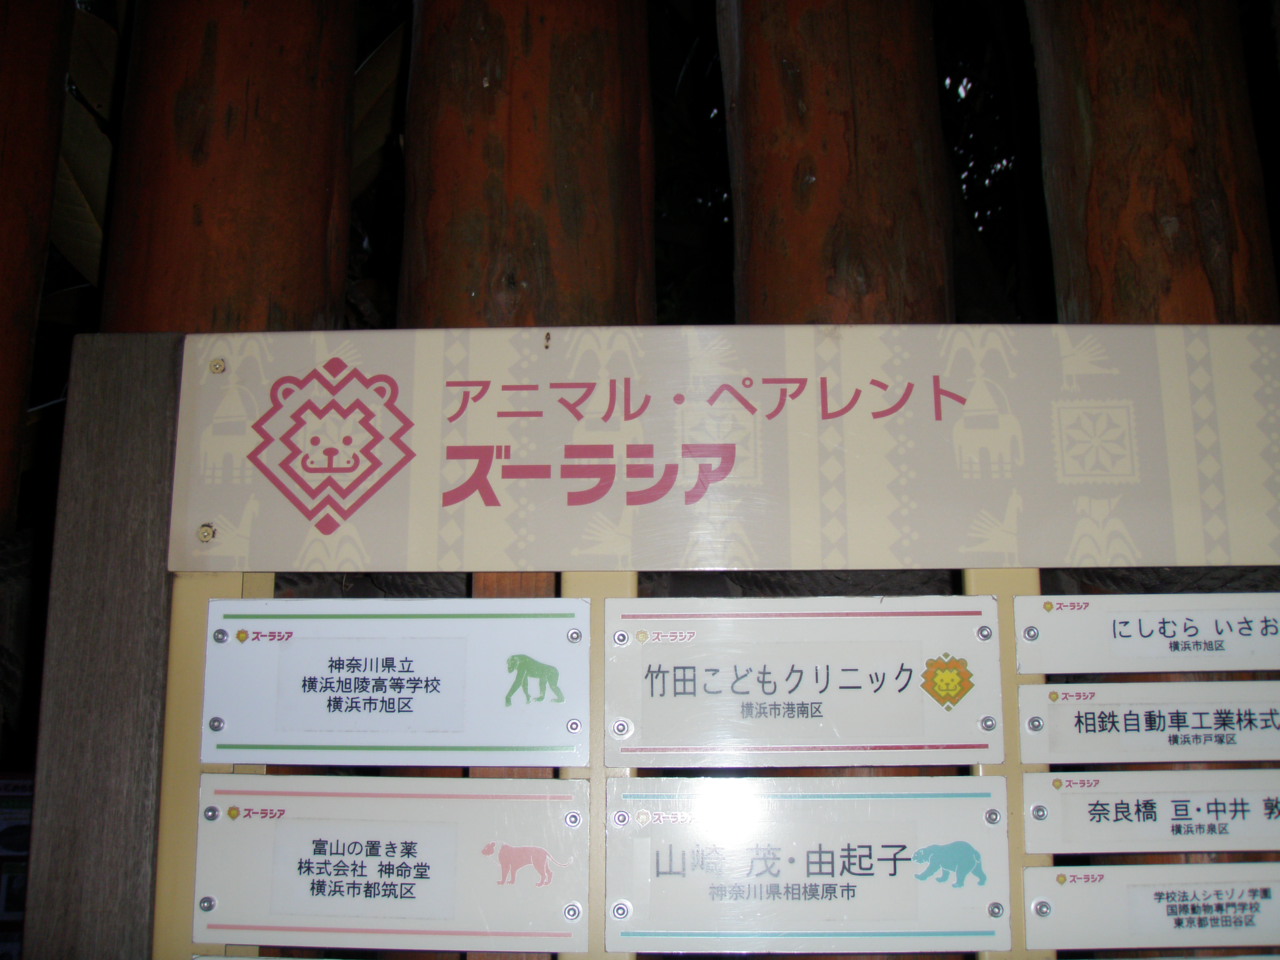 アニマル・ペアレント
ズーラシア
ズーラシア
神奈川県立
横浜旭陵高等学校
横浜市旭区
ズーラシア
竹田こどもクリニック
横浜市港南区
ズーラシア
にしむら いさお
横浜市旭区
ズーラシア
相鉄自動車工業株式
横浜市戸塚区
ズーラシア
富山の置き薬
株式会社 神命堂
横浜市都筑区
ズーラシア
山崎 茂・由起子
神奈川県相模原市
ズーラシア
奈良橋 亘・中井 敦
横浜市泉区
ズーラシア
学校法人シモゾノ学園
国際動物専門学校
東京都世田谷区